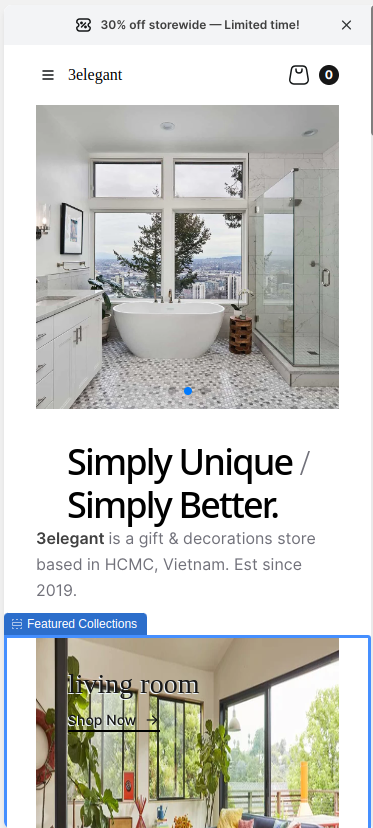 30% off storewide — Limited time!
3elegant
0
Simply Unique /
Simply Better.
3elegant is a gift & decorations store
based in HCMC, Vietnam. Est since
2019.
Featured Collections
living room
Shop Now